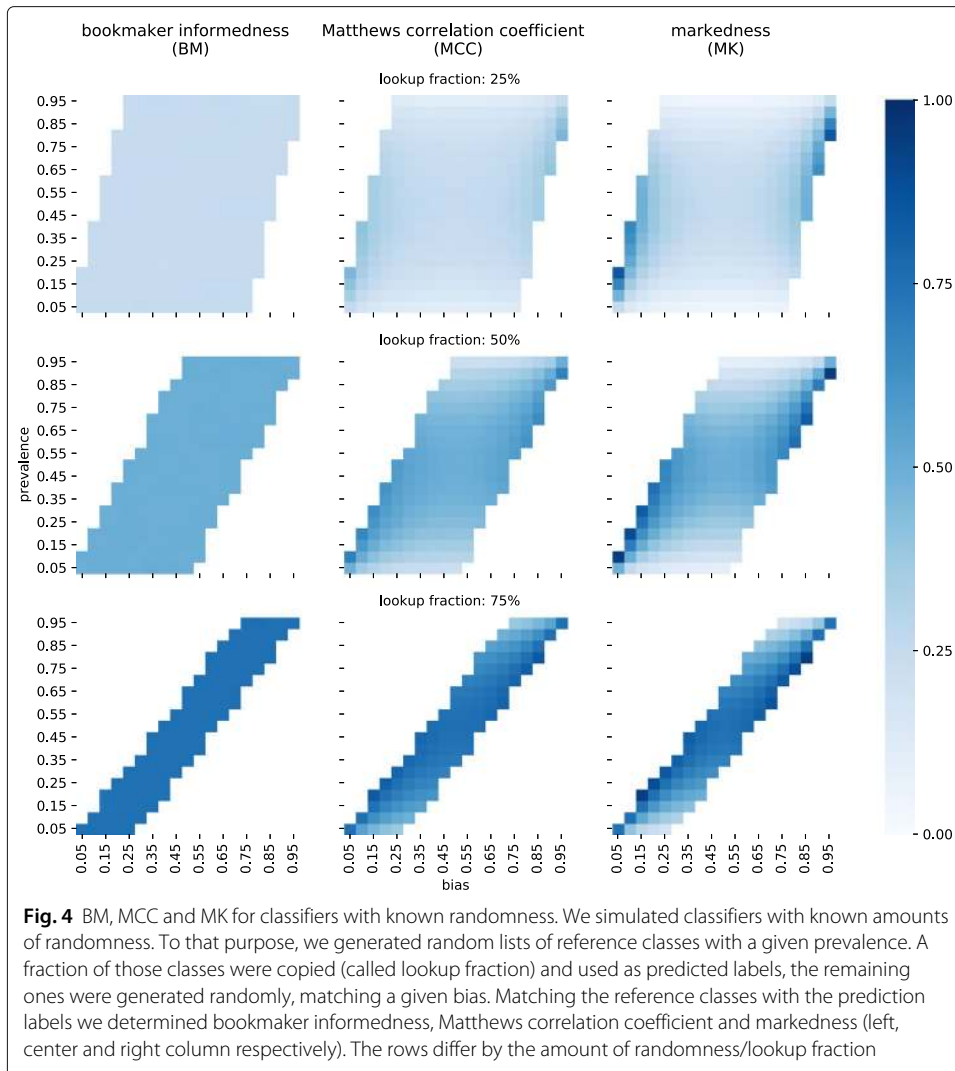 bookmaker informedness
(BM)
Matthews correlation coefficient
(MCC)
markedness
(MK)
lookup fraction: 25%
0.95
0.85
0.75
0.65
0.55
0.45
0.35
0.25
0.15
0.05
1.00
0.75
0.50
0.25
0.00
lookup fraction: 50%
0.95
0.85
0.75
0.65
0.55
0.45
0.35
0.25
0.15
0.05
prevalence
lookup fraction: 75%
0.95
0.85
0.75
0.65
0.55
0.45
0.35
0.25
0.15
0.05
0.05 0.15 0.25 0.35 0.45 0.55 0.65 0.75 0.85 0.95
0.05 0.15 0.25 0.35 0.45 0.55 0.65 0.75 0.85 0.95
0.05 0.15 0.25 0.35 0.45 0.55 0.65 0.75 0.85 0.95
bias
Fig. 4 BM, MCC and MK for classifiers with known randomness. We simulated classifiers with known amounts
of randomness. To that purpose, we generated random lists of reference classes with a given prevalence. A
fraction of those classes were copied (called lookup fraction) and used as predicted labels, the remaining
ones were generated randomly, matching a given bias. Matching the reference classes with the prediction
labels we determined bookmaker informedness, Matthews correlation coefficient and markedness (left,
center and right column respectively). The rows differ by the amount of randomness/lookup fraction